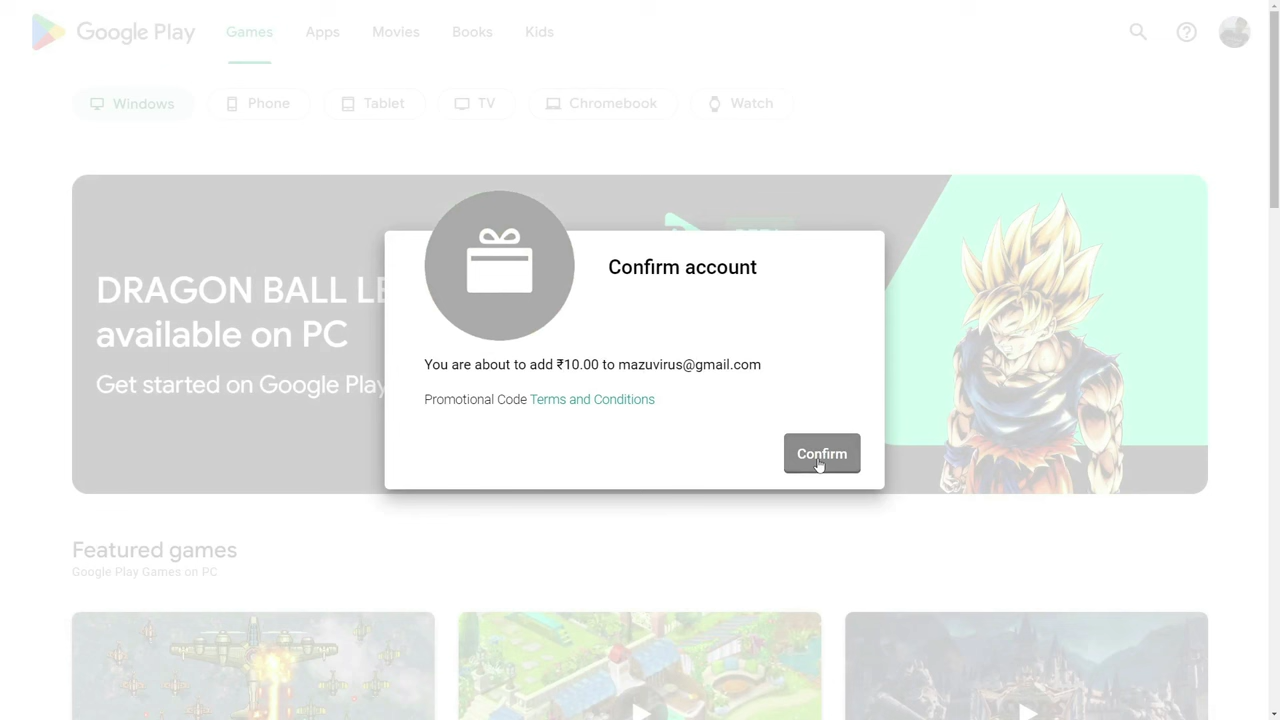 Google Play
Games
Apps
Movies
Books
Kids
Windows
Phone
Tablet
TV
Chromebook
Watch
DRAGON BALL LE
available on PC
Get started on Google Play
Confirm account
You are about to add ₹10.00 to mazuvirus@gmail.com
Promotional Code Terms and Conditions
Confirm
Featured games
Google Play Games on PC